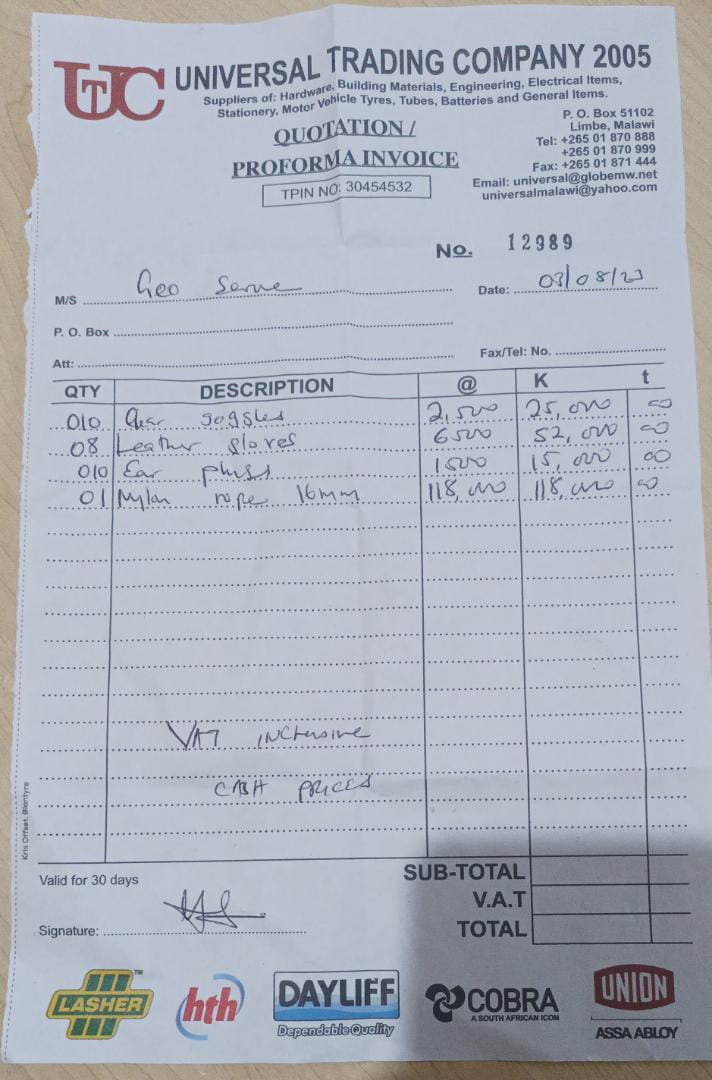 UTC UNIVERSAL TRADING COMPANY 2005
Suppliers of: Hardware, Building Materials, Engineering, Electrical Items,
Stationery, Motor Vehicle Tyres, Tubes, Batteries and General Items.
QUOTATION /
PROFORMA INVOICE
TPIN NO: 30454532
P. O. Box 51102
Limbe, Malawi
Tel: +265 01 870 888
+265 01 870 999
Fax: +265 01 871 444
Email: universal@globemw.net
universalmalawi@yahoo.com
No. 12989
M/S Geo Serve
Date: 03/08/23
P. O. Box
Att:
Fax/Tel: No.
QTY DESCRIPTION @ K t
010 Clear goggles 2,500 25,000 00
08 Leather gloves 6500 52,000 00
010 Ear plugs 1500 15,000 00
01 Nylon rope 16mm 118,000 118,000 00
VAT inclusive
CASH PRICES
Kris Offset, Blantyre
Valid for 30 days
SUB-TOTAL
V.A.T
TOTAL
Signature:
LASHER™
hth
DAYLIFF
Dependable Quality
COBRA
A SOUTH AFRICAN ICON
UNION
ASSA ABLOY